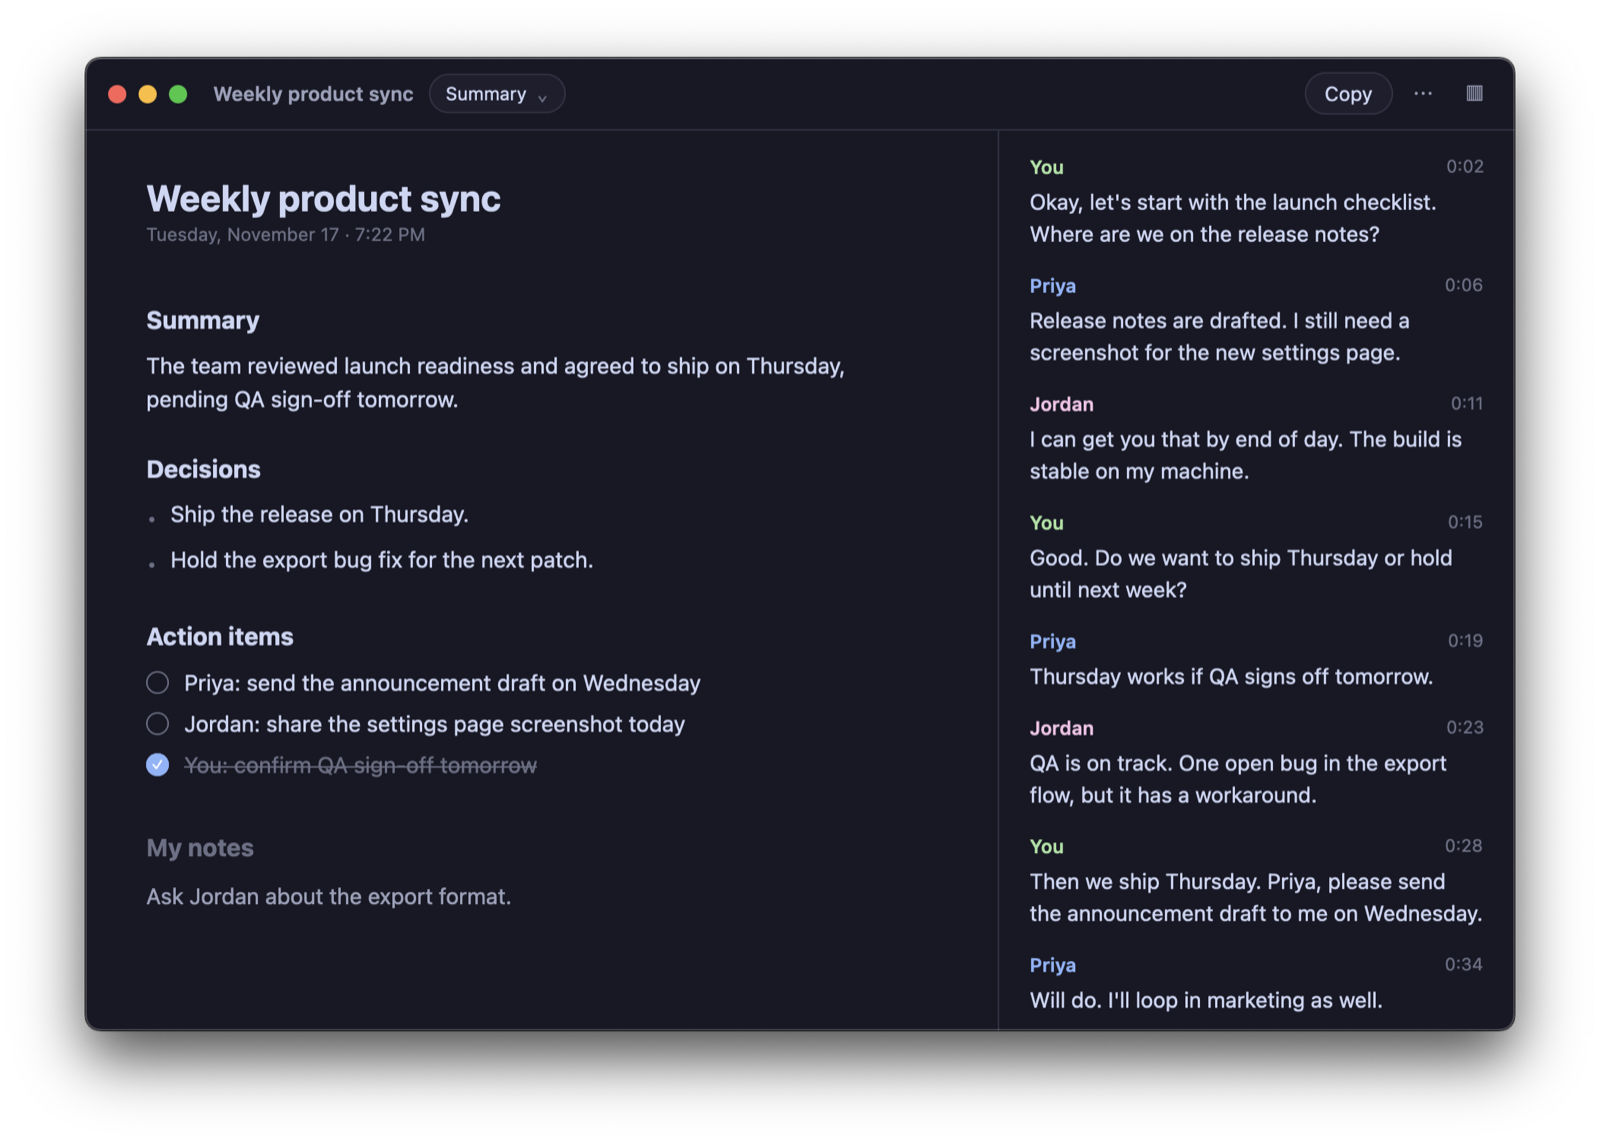 Weekly product sync
Summary
Copy
Weekly product sync
Tuesday, November 17 · 7:22 PM
Summary
The team reviewed launch readiness and agreed to ship on Thursday,
pending QA sign-off tomorrow.
Decisions
• Ship the release on Thursday.
• Hold the export bug fix for the next patch.
Action items
Priya: send the announcement draft on Wednesday
Jordan: share the settings page screenshot today
You: confirm QA sign-off tomorrow
My notes
Ask Jordan about the export format.
You 0:02
Okay, let's start with the launch checklist.
Where are we on the release notes?
Priya 0:06
Release notes are drafted. I still need a
screenshot for the new settings page.
Jordan 0:11
I can get you that by end of day. The build is
stable on my machine.
You 0:15
Good. Do we want to ship Thursday or hold
until next week?
Priya 0:19
Thursday works if QA signs off tomorrow.
Jordan 0:23
QA is on track. One open bug in the export
flow, but it has a workaround.
You 0:28
Then we ship Thursday. Priya, please send
the announcement draft to me on Wednesday.
Priya 0:34
Will do. I'll loop in marketing as well.